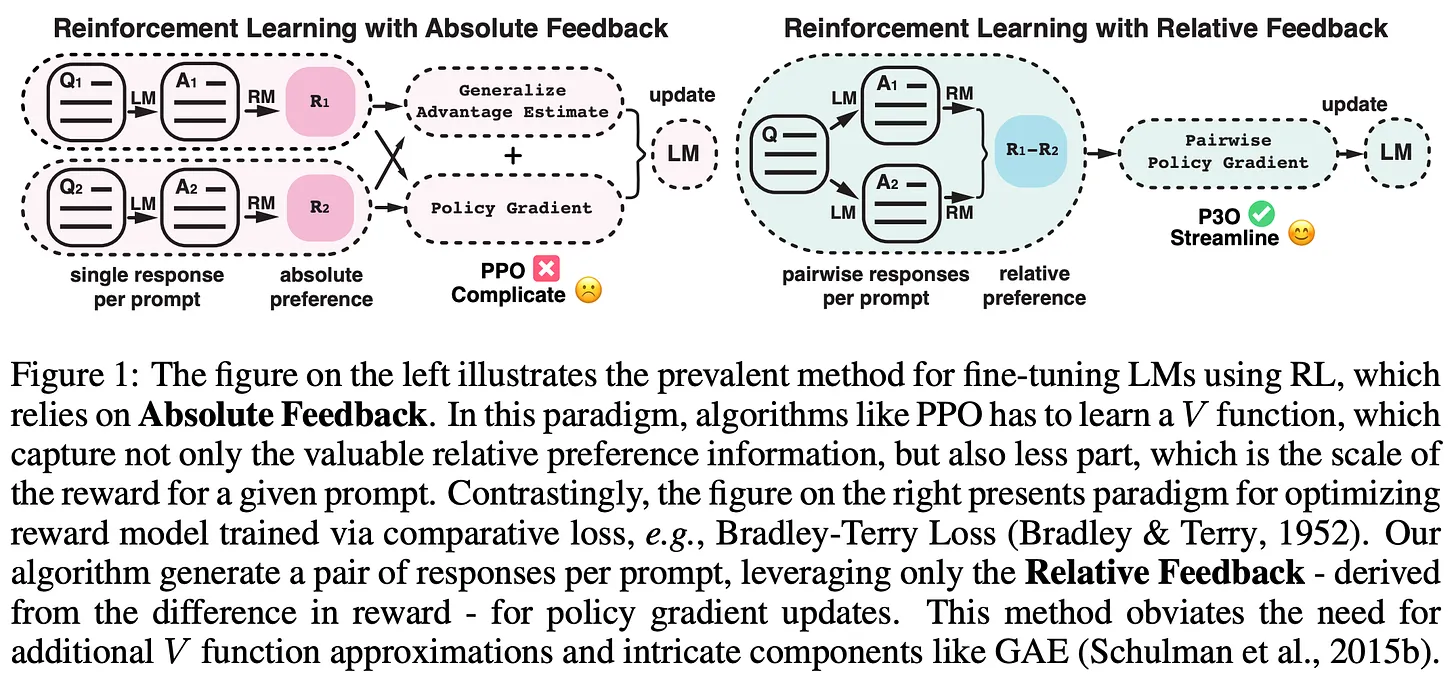 Reinforcement Learning with Absolute Feedback
Q1 LM A1 RM R1
Q2 LM A2 RM R2
single response per prompt
absolute preference
Generalize Advantage Estimate
+
Policy Gradient
PPO
Complicate
update
LM
Reinforcement Learning with Relative Feedback
Q
LM A1 RM
LM A2 RM
R1-R2
pairwise responses per prompt
relative preference
Pairwise Policy Gradient
P3O
Streamline
update
LM
Figure 1: The figure on the left illustrates the prevalent method for fine-tuning LMs using RL, which
relies on Absolute Feedback. In this paradigm, algorithms like PPO has to learn a V function, which
capture not only the valuable relative preference information, but also less part, which is the scale of
the reward for a given prompt. Contrastingly, the figure on the right presents paradigm for optimizing
reward model trained via comparative loss, e.g., Bradley-Terry Loss (Bradley & Terry, 1952). Our
algorithm generate a pair of responses per prompt, leveraging only the Relative Feedback - derived
from the difference in reward - for policy gradient updates. This method obviates the need for
additional V function approximations and intricate components like GAE (Schulman et al., 2015b).